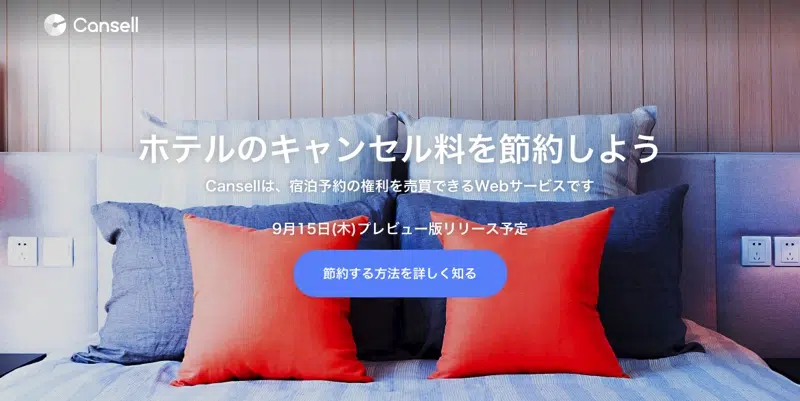 Cansell
ホテルのキャンセル料を節約しよう
Cansellは、宿泊予約の権利を売買できるWebサービスです
9月15日(木)プレビュー版リリース予定
節約する方法を詳しく知る